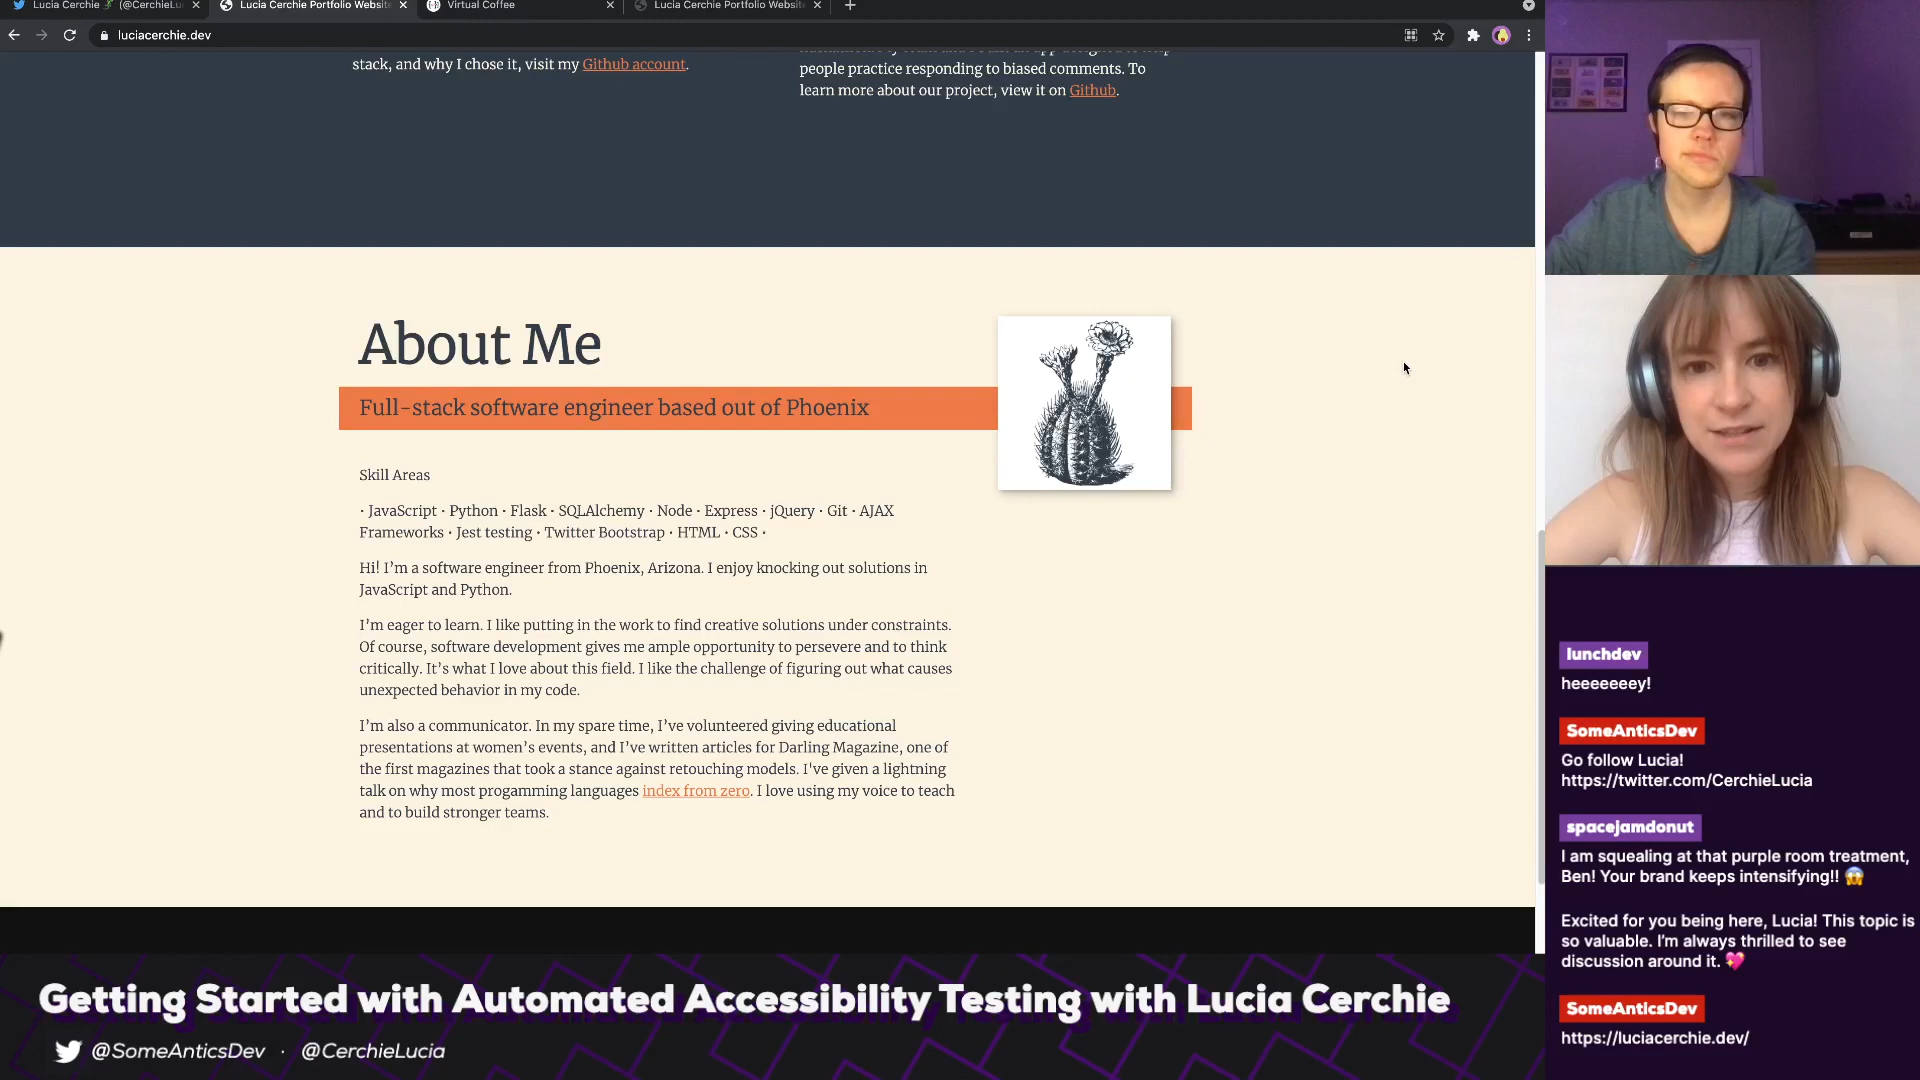 Lucia Cerchie
(@CerchieLu
Lucia Cerchie Portfolio Website
Virtual Coffee
Lucia Cerchie Portfolio Website
luciacerchie.dev
stack, and why I chose it, visit my Github account.
people practice responding to biased comments. To
learn more about our project, view it on Github.
About Me
Full-stack software engineer based out of Phoenix
Skill Areas
· JavaScript · Python · Flask · SQLAlchemy · Node · Express · jQuery · Git · AJAX
Frameworks · Jest testing · Twitter Bootstrap · HTML · CSS ·
Hi! I’m a software engineer from Phoenix, Arizona. I enjoy knocking out solutions in
JavaScript and Python.
I’m eager to learn. I like putting in the work to find creative solutions under constraints.
Of course, software development gives me ample opportunity to persevere and to think
critically. It’s what I love about this field. I like the challenge of figuring out what causes
unexpected behavior in my code.
I’m also a communicator. In my spare time, I’ve volunteered giving educational
presentations at women’s events, and I’ve written articles for Darling Magazine, one of
the first magazines that took a stance against retouching models. I've given a lightning
talk on why most progamming languages index from zero. I love using my voice to teach
and to build stronger teams.
lunchdev
heeeeeeey!
SomeAnticsDev
Go follow Lucia!
https://twitter.com/CerchieLucia
spacejamdonut
I am squealing at that purple room treatment,
Ben! Your brand keeps intensifying!! 😱
Excited for you being here, Lucia! This topic is
so valuable. I’m always thrilled to see
discussion around it. 💖
SomeAnticsDev
https://luciacerchie.dev/
Getting Started with Automated Accessibility Testing with Lucia Cerchie
@SomeAnticsDev · @CerchieLucia